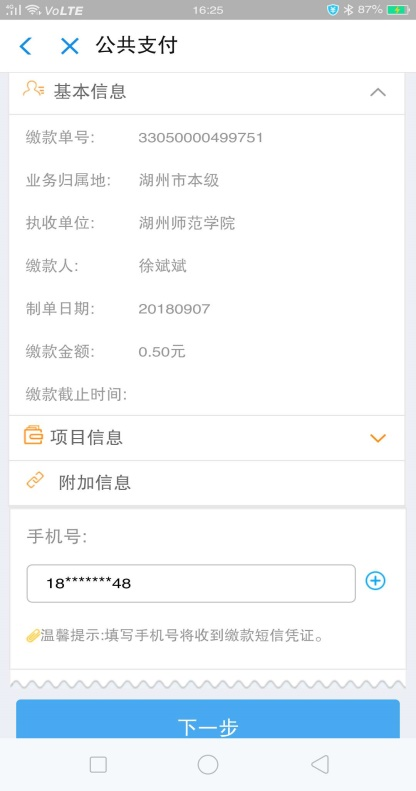 4G VoLTE 16:25 87%
公共支付
基本信息
缴款单号: 33050000499751
业务归属地: 湖州市本级
执收单位: 湖州师范学院
缴款人: 徐斌斌
制单日期: 20180907
缴款金额: 0.50元
缴款截止时间:
项目信息
附加信息
手机号:
18*******48
温馨提示:填写手机号将收到缴款短信凭证。
下一步